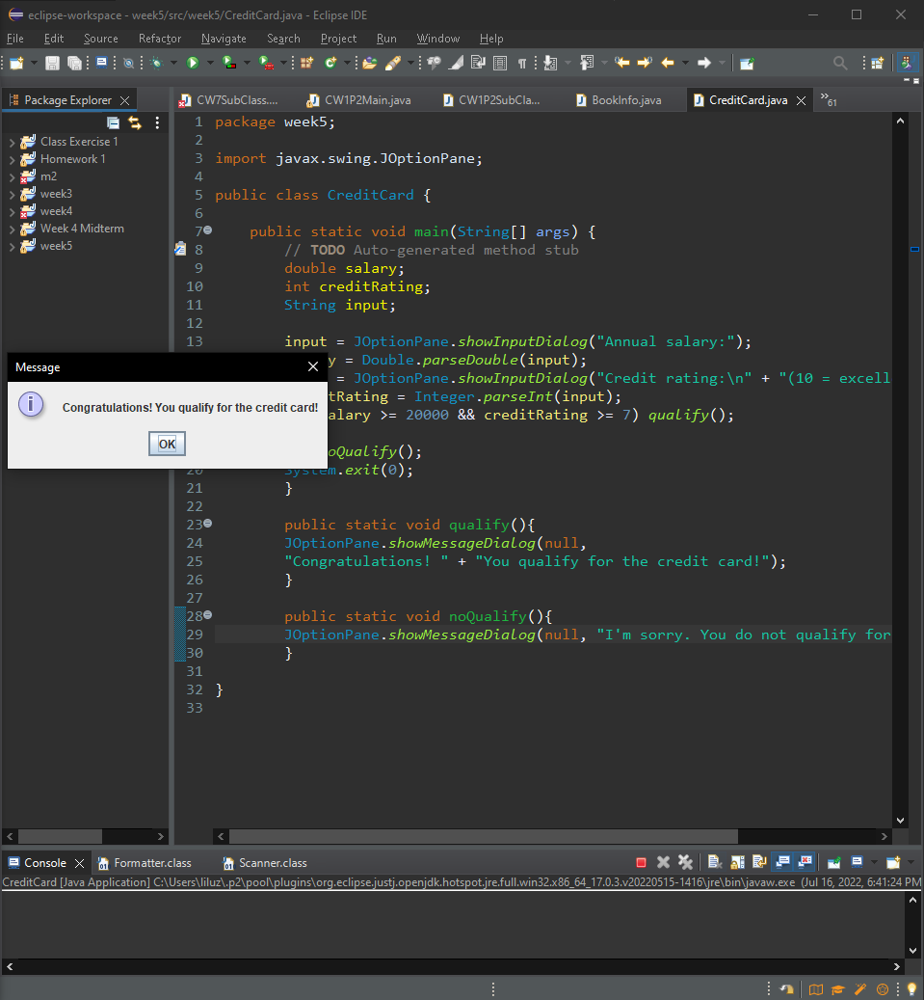 eclipse-workspace - week5/src/week5/CreditCard.java - Eclipse IDE
File Edit Source Refactor Navigate Search Project Run Window Help
Package Explorer
CW7SubClass.... CW1P2Main.java CW1P2SubCla... BookInfo.java CreditCard.java 61
Class Exercise 1
Homework 1
m2
week3
week4
Week 4 Midterm
week5
1 package week5;
2
3 import javax.swing.JOptionPane;
4
5 public class CreditCard {
6
7 public static void main(String[] args) {
8 // TODO Auto-generated method stub
9 double salary;
10 int creditRating;
11 String input;
12
13 input = JOptionPane.showInputDialog("Annual salary:");
y = Double.parseDouble(input);
= JOptionPane.showInputDialog("Credit rating:\n" + "(10 = excell
tRating = Integer.parseInt(input);
alary >= 20000 && creditRating >= 7) qualify();
oQualify();
20 System.exit(0);
21 }
22
23 public static void qualify(){
24 JOptionPane.showMessageDialog(null,
25 "Congratulations! " + "You qualify for the credit card!");
26 }
27
28 public static void noQualify(){
29 JOptionPane.showMessageDialog(null, "I'm sorry. You do not qualify for
30 }
31
32 }
33
Message
Congratulations! You qualify for the credit card!
OK
Console Formatter.class Scanner.class
CreditCard [Java Application] C:\Users\liluz\.p2\pool\plugins\org.eclipse.justj.openjdk.hotspot.jre.full.win32.x86_64_17.0.3.v20220515-1416\jre\bin\javaw.exe (Jul 16, 2022, 6:41:24 PM